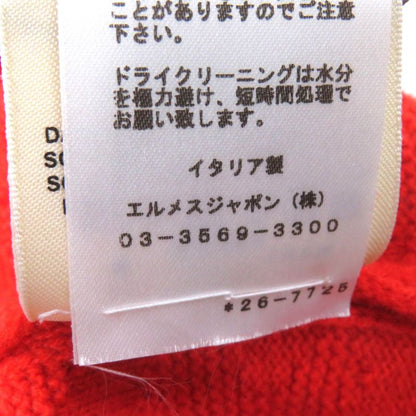 ことがありますのでご注意
下さい。
ドライクリーニングは水分
を極力避け、短時間処理で
お願い致します。
イタリア製
エルメスジャポン（株）
03-3569-3300
*26-7725